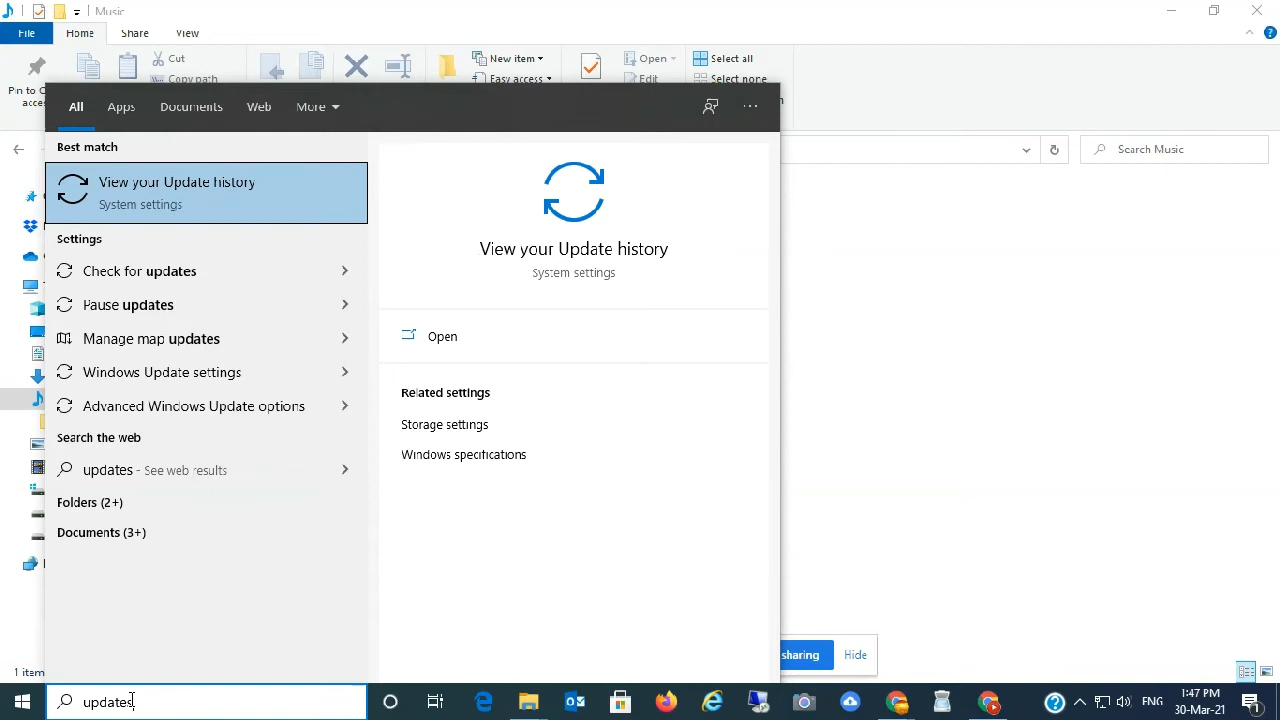 Music
File
Home
Share
View
Cut
New item
Open
Select all
Copy path
Easy access
Edit
Select none
Pin to
All
Apps
Documents
Web
More
Search Music
Best match
View your Update history
System settings
View your Update history
System settings
Settings
Check for updates
Pause updates
Open
Manage map updates
Windows Update settings
Related settings
Advanced Windows Update options
Storage settings
Search the web
Windows specifications
updates - See web results
Folders (2+)
Documents (3+)
sharing
Hide
updates
ENG
1:47 PM
30-Mar-21
1